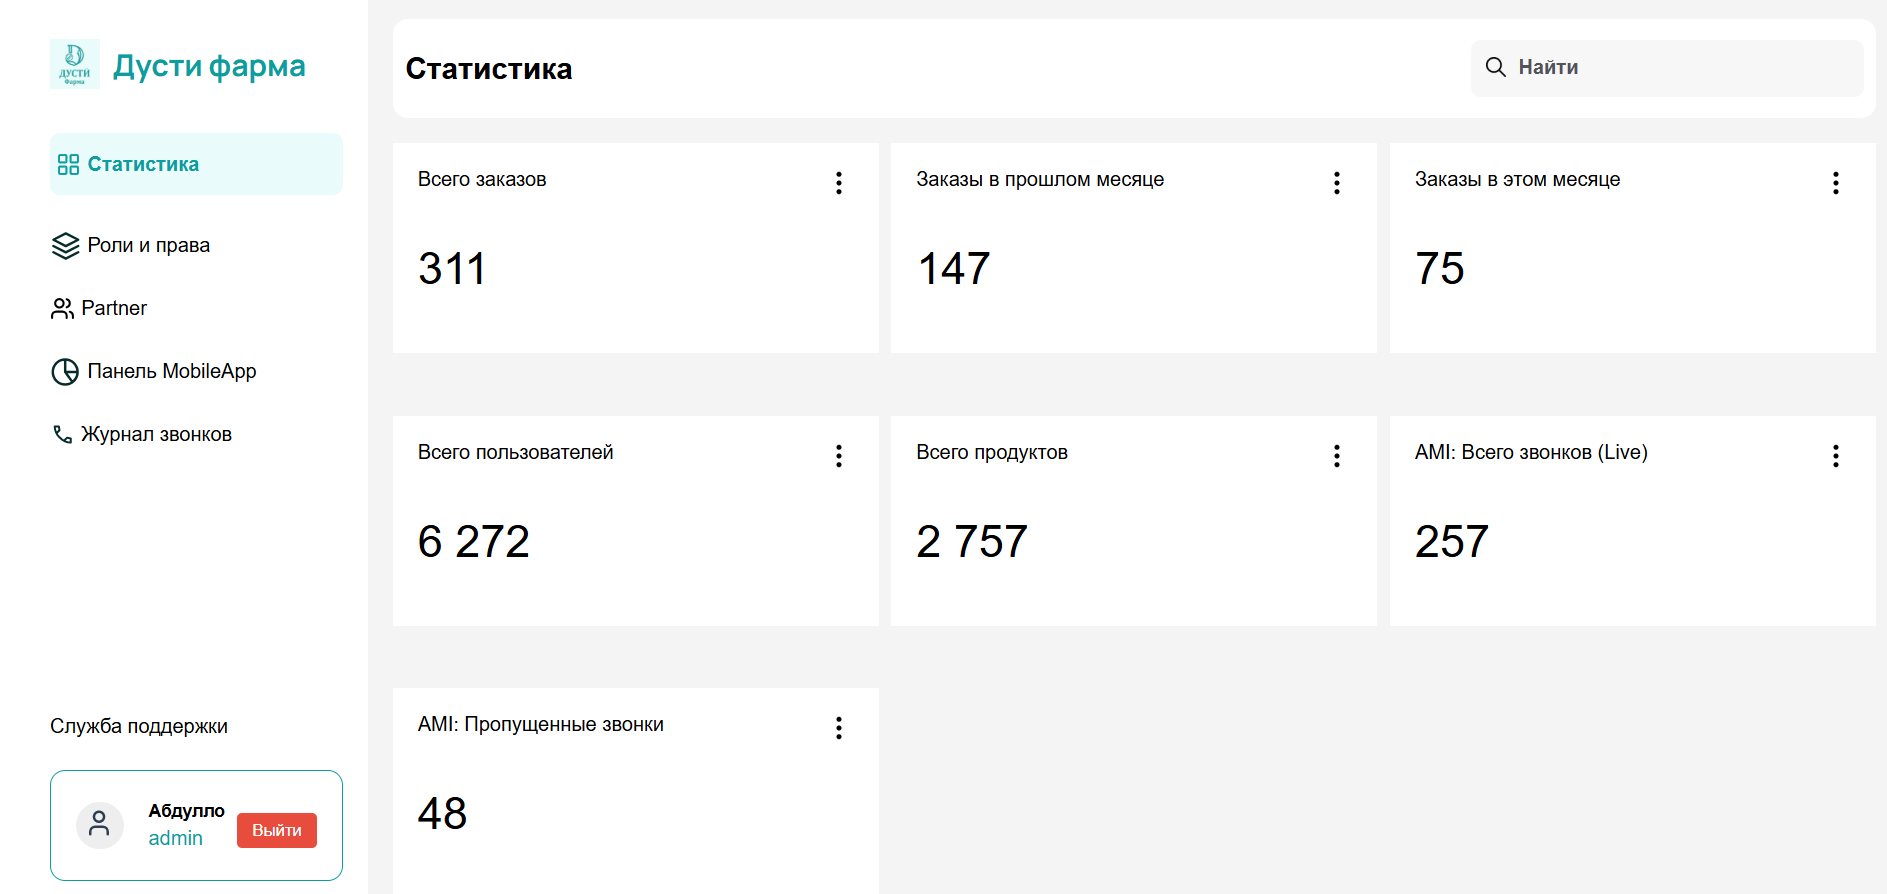 ДУСТИ
Фарма
Дусти фарма
Статистика
Роли и права
Partner
Панель MobileApp
Журнал звонков
Служба поддержки
Абдулло
admin
Выйти
Статистика
Найти
Всего заказов
311
Заказы в прошлом месяце
147
Заказы в этом месяце
75
Всего пользователей
6 272
Всего продуктов
2 757
AMI: Всего звонков (Live)
257
AMI: Пропущенные звонки
48